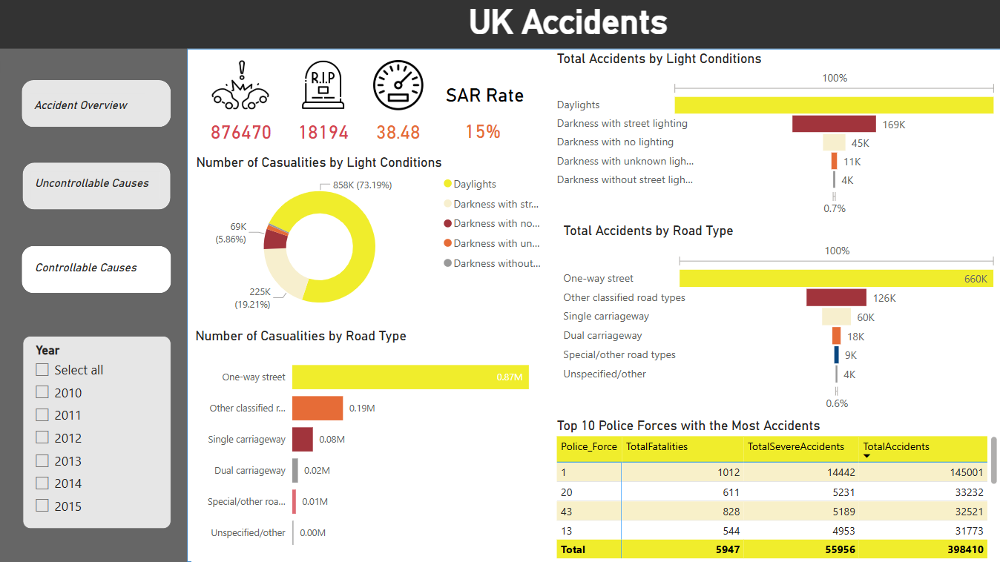 UK Accidents
Accident Overview
Uncontrollable Causes
Controllable Causes
Year
Select all
2010
2011
2012
2013
2014
2015
R.I.P
SAR Rate
876470
18194
38.48
15%
Number of Casualities by Light Conditions
858K (73.19%)
69K
(5.86%)
225K
(19.21%)
Daylights
Darkness with str...
Darkness with no...
Darkness with un...
Darkness without...
Number of Casualities by Road Type
One-way street 0.87M
Other classified r... 0.19M
Single carriageway 0.08M
Dual carriageway 0.02M
Special/other roa... 0.01M
Unspecified/other 0.00M
Total Accidents by Light Conditions
100%
Daylights
Darkness with street lighting 169K
Darkness with no lighting 45K
Darkness with unknown ligh... 11K
Darkness without street ligh... 4K
0.7%
Total Accidents by Road Type
100%
One-way street 660K
Other classified road types 126K
Single carriageway 60K
Dual carriageway 18K
Special/other road types 9K
Unspecified/other 4K
0.6%
Top 10 Police Forces with the Most Accidents
Police_Force TotalFatalities TotalSevereAccidents TotalAccidents
1 1012 14442 145001
20 611 5231 33232
43 828 5189 32521
13 544 4953 31773
Total 5947 55956 398410